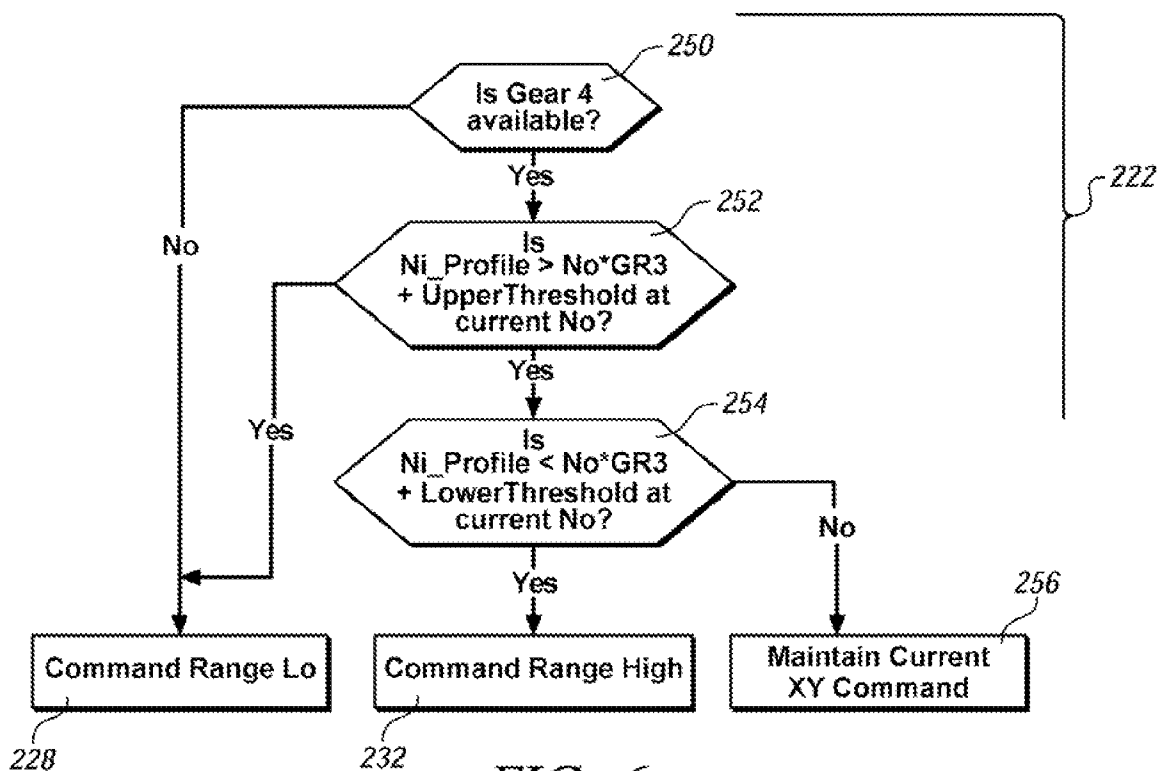 250
Is Gear 4
available?
Yes
222
252
No
Is
Ni_Profile > No*GR3
+ UpperThreshold at
current No?
Yes
254
Yes
Is
Ni_Profile < No*GR3
+ LowerThreshold at
current No?
No
Yes
256
Command Range Lo
Command Range High
Maintain Current
XY Command
228
232